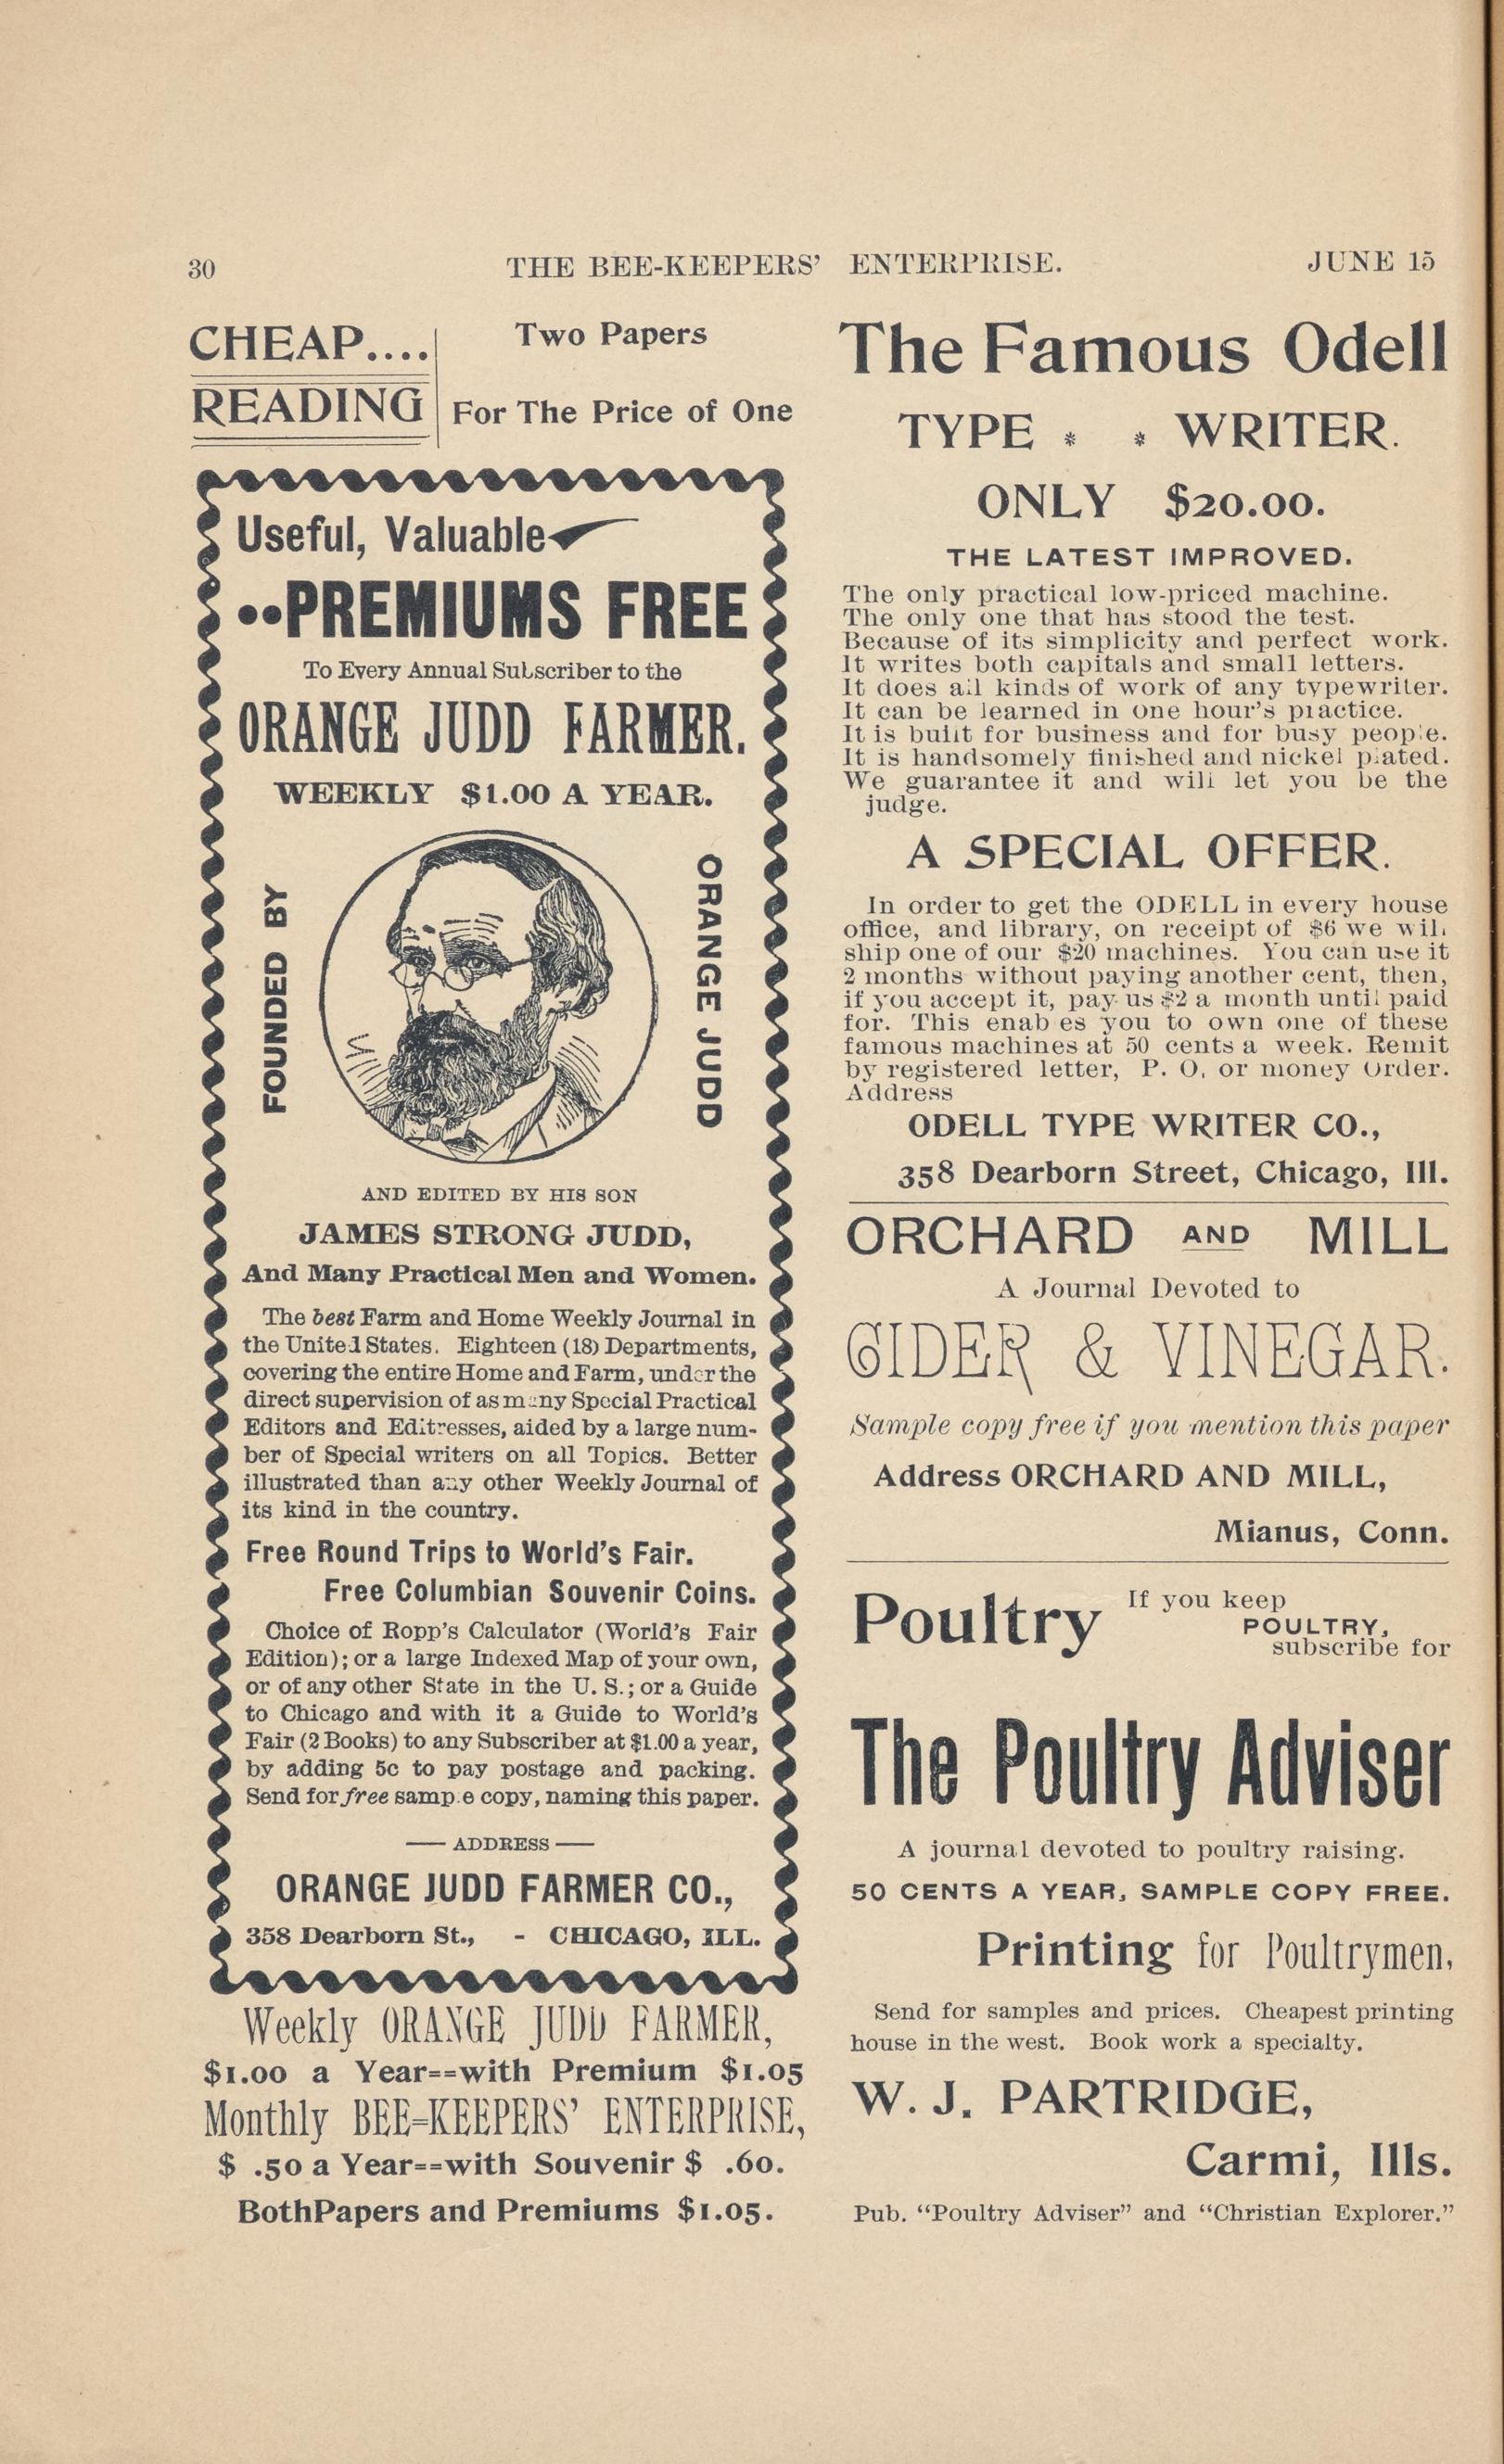 30 THE BEE-KEEPERS’ ENTERPRISE. JUNE 15
CHEAP....
READING
Two Papers
For The Price of One
Useful, Valuable
••PREMIUMS FREE
To Every Annual Subscriber to the
ORANGE JUDD FARMER.
WEEKLY $1.00 A YEAR.
FOUNDED BY
ORANGE JUDD
AND EDITED BY HIS SON
JAMES STRONG JUDD,
And Many Practical Men and Women.
The best Farm and Home Weekly Journal in
the United States. Eighteen (18) Departments,
covering the entire Home and Farm, under the
direct supervision of as many Special Practical
Editors and Editresses, aided by a large num-
ber of Special writers on all Topics. Better
illustrated than any other Weekly Journal of
its kind in the country.
Free Round Trips to World’s Fair.
Free Columbian Souvenir Coins.
Choice of Ropp’s Calculator (World’s Fair
Edition); or a large Indexed Map of your own,
or of any other State in the U. S.; or a Guide
to Chicago and with it a Guide to World’s
Fair (2 Books) to any Subscriber at $1.00 a year,
by adding 5c to pay postage and packing.
Send for free sample copy, naming this paper.
— ADDRESS —
ORANGE JUDD FARMER CO.,
358 Dearborn St., - CHICAGO, ILL.
Weekly ORANGE JUDD FARMER,
$1.00 a Year==with Premium $1.05
Monthly BEE=KEEPERS’ ENTERPRISE,
$ .50 a Year==with Souvenir $ .60.
BothPapers and Premiums $1.05.
The Famous Odell
TYPE * * WRITER.
ONLY $20.00.
THE LATEST IMPROVED.
The only practical low-priced machine.
The only one that has stood the test.
Because of its simplicity and perfect work.
It writes both capitals and small letters.
It does all kinds of work of any typewriter.
It can be learned in one hour’s practice.
It is built for business and for busy people.
It is handsomely finished and nickel plated.
We guarantee it and will let you be the
judge.
A SPECIAL OFFER.
In order to get the ODELL in every house
office, and library, on receipt of $6 we will
ship one of our $20 machines. You can use it
2 months without paying another cent, then,
if you accept it, pay us $2 a month until paid
for. This enab es you to own one of these
famous machines at 50 cents a week. Remit
by registered letter, P. O. or money order.
Address
ODELL TYPE WRITER CO.,
358 Dearborn Street, Chicago, Ill.
ORCHARD AND MILL
A Journal Devoted to
CIDER & VINEGAR.
Sample copy free if you mention this paper
Address ORCHARD AND MILL,
Mianus, Conn.
Poultry If you keep
POULTRY,
subscribe for
The Poultry Adviser
A journal devoted to poultry raising.
50 CENTS A YEAR, SAMPLE COPY FREE.
Printing for Poultrymen,
Send for samples and prices. Cheapest printing
house in the west. Book work a specialty.
W. J. PARTRIDGE,
Carmi, Ills.
Pub. “Poultry Adviser” and “Christian Explorer.”